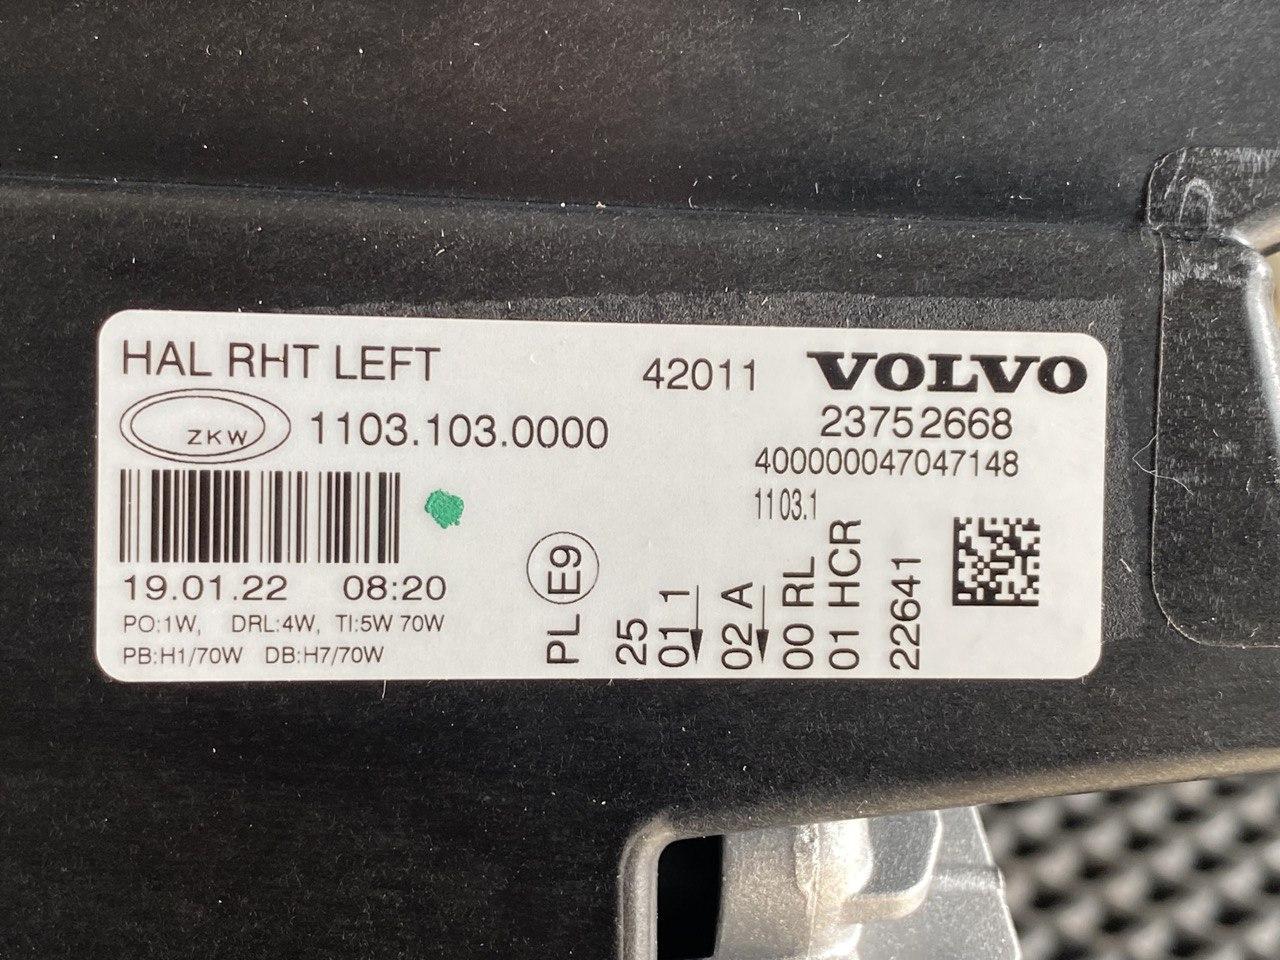 HAL RHT LEFT
42011
VOLVO
ZKW
1103.103.0000
23752668
400000047047148
1103.1
19.01.22 08:20
PO:1W, DRL:4W, TI:5W 70W
PB:H1/70W DB:H7/70W
PL E9
25
01 1
02 A
00 RL
01 HCR
22641